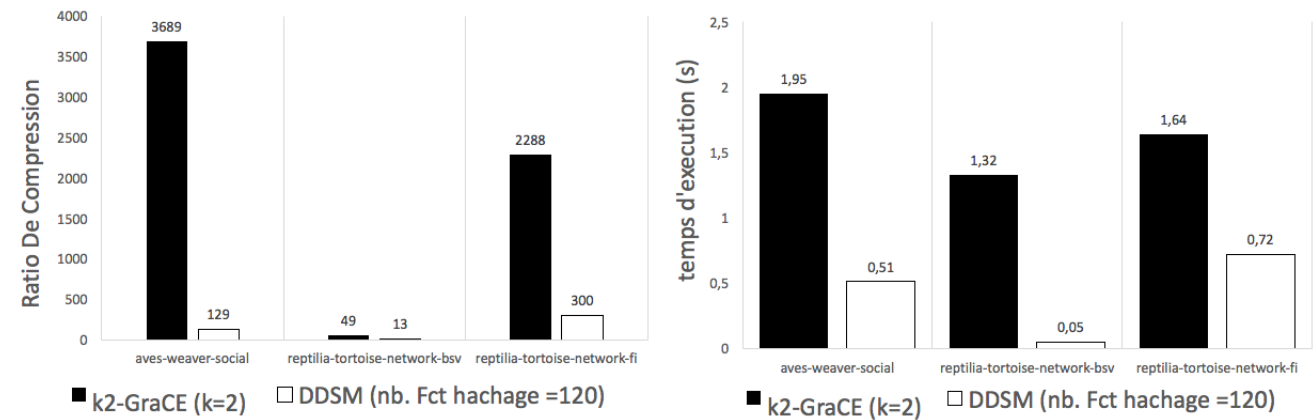 Ratio De Compression
4000
3500
3000
2500
2000
1500
1000
500
0
3689
129
49
13
2288
300
aves-weaver-social
reptilia-tortoise-network-bsv
reptilia-tortoise-network-fi
k2-GraCE (k=2)
DDSM (nb. Fct hachage =120)
temps d'execution (s)
2,5
2
1,5
1
0,5
0
1,95
0,51
1,32
0,05
1,64
0,72
aves-weaver-social
reptilia-tortoise-network-bsv
reptilia-tortoise-network-fi
k2-GraCE (k=2)
DDSM (nb. Fct hachage =120)